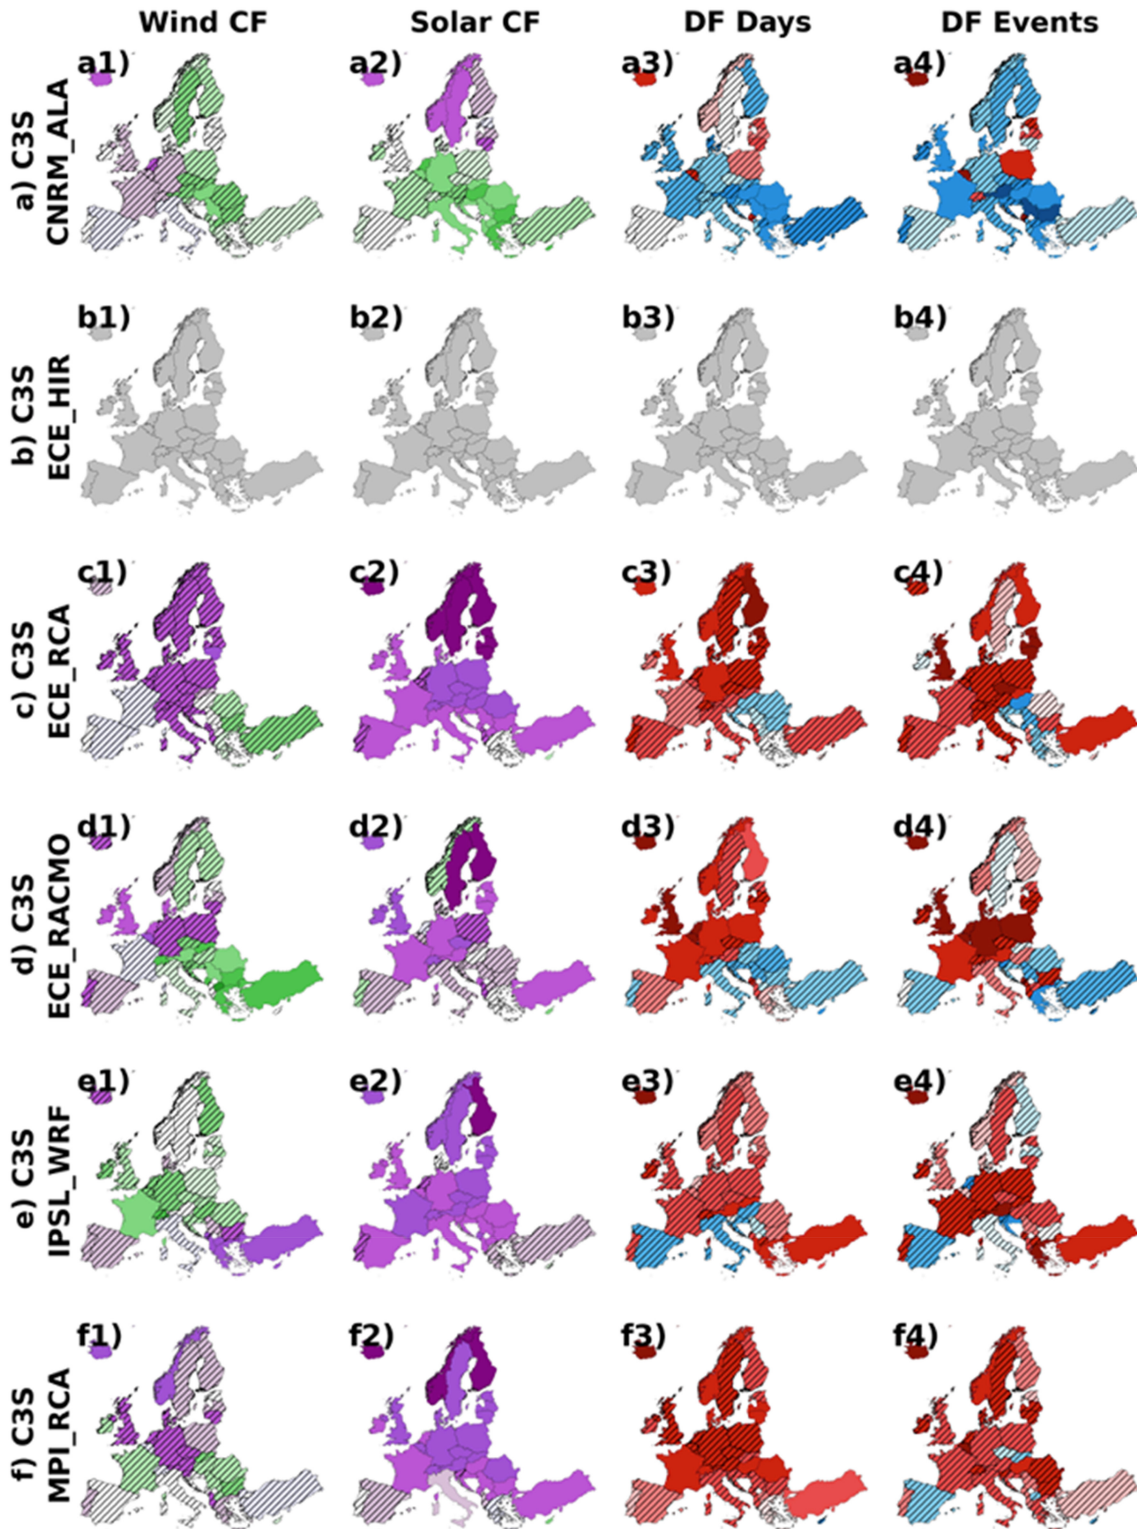 Wind CF Solar CF DF Days DF Events
a) C3S
CNRM_ALA
a1) a2) a3) a4)
b) C3S
ECE_HIR
b1) b2) b3) b4)
c) C3S
ECE_RCA
c1) c2) c3) c4)
d) C3S
ECE_RACMO
d1) d2) d3) d4)
e) C3S
IPSL_WRF
e1) e2) e3) e4)
f) C3S
MPI_RCA
f1) f2) f3) f4)